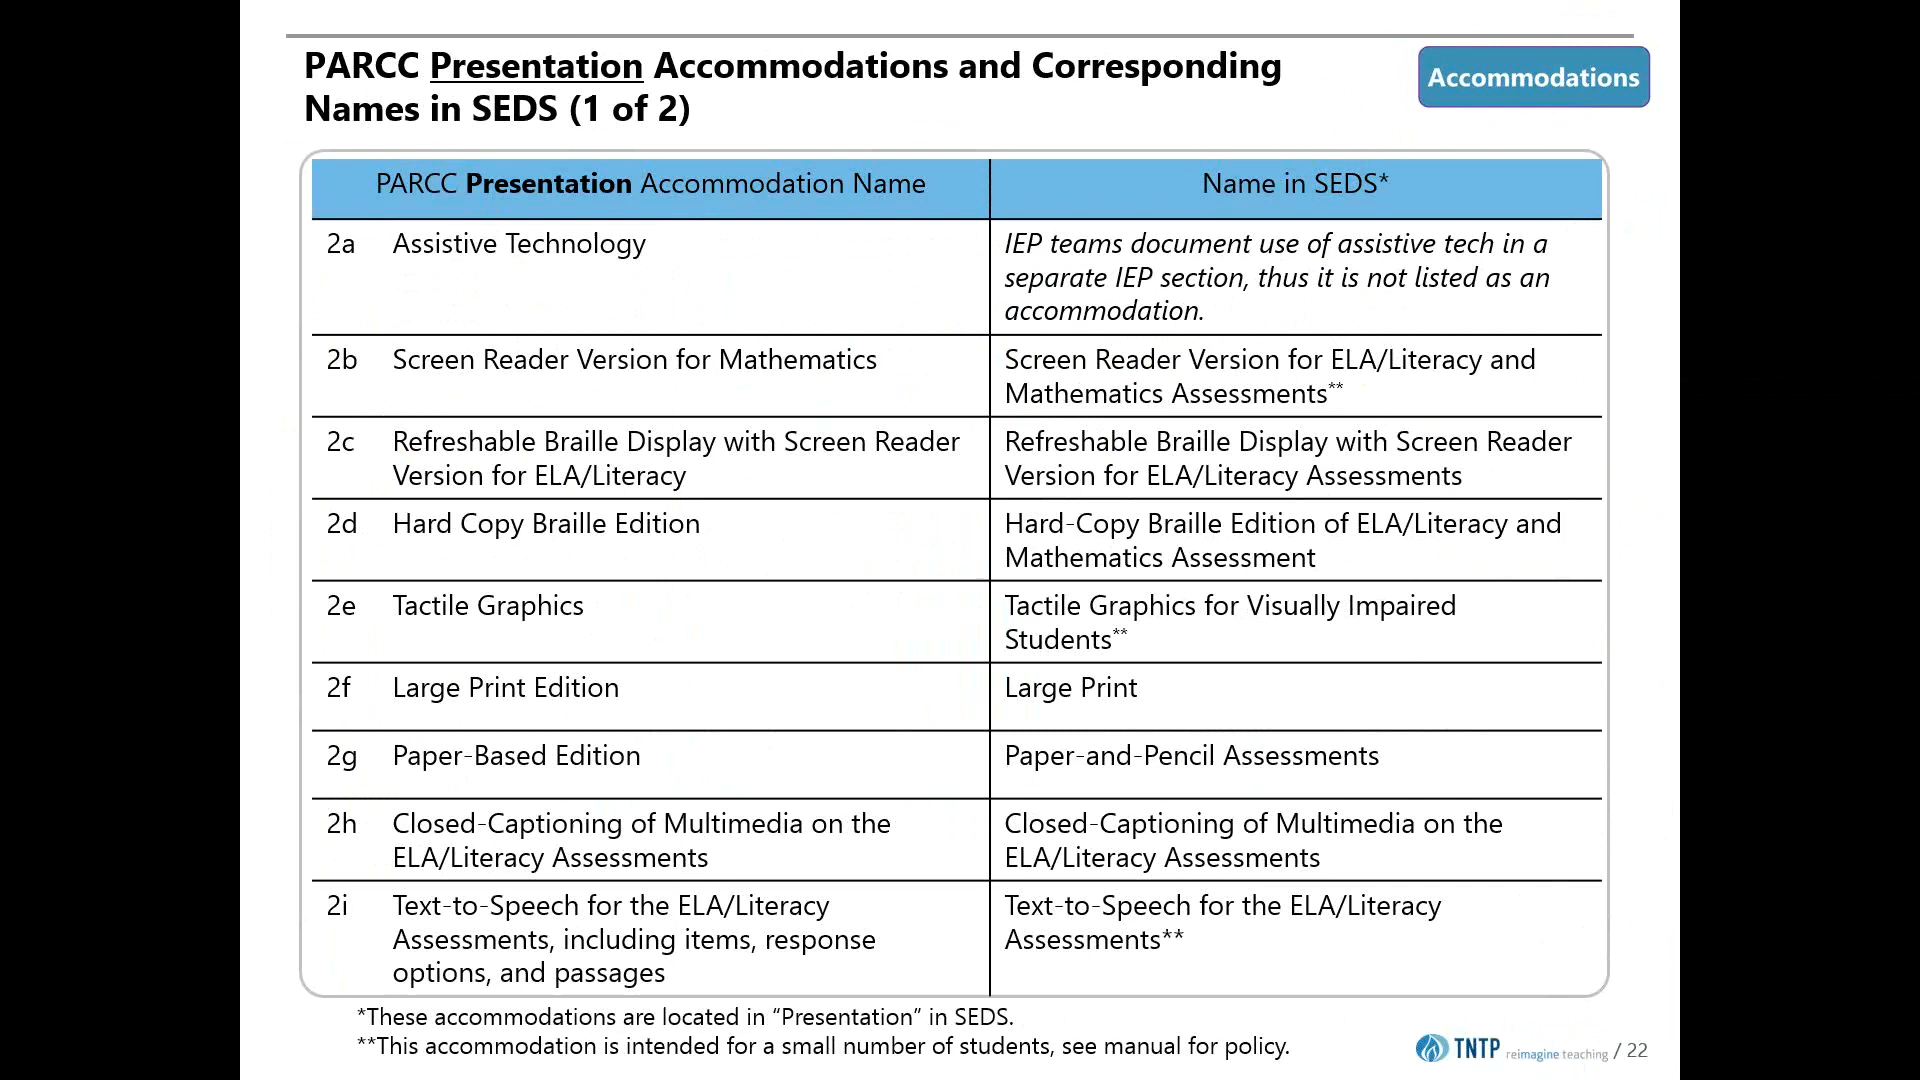 PARCC Presentation Accommodations and Corresponding
Names in SEDS (1 of 2)
Accommodations
PARCC Presentation Accommodation Name
Name in SEDS*
2a Assistive Technology
IEP teams document use of assistive tech in a
separate IEP section, thus it is not listed as an
accommodation.
2b Screen Reader Version for Mathematics
Screen Reader Version for ELA/Literacy and
Mathematics Assessments**
2c Refreshable Braille Display with Screen Reader
Version for ELA/Literacy
Refreshable Braille Display with Screen Reader
Version for ELA/Literacy Assessments
2d Hard Copy Braille Edition
Hard-Copy Braille Edition of ELA/Literacy and
Mathematics Assessment
2e Tactile Graphics
Tactile Graphics for Visually Impaired
Students**
2f Large Print Edition
Large Print
2g Paper-Based Edition
Paper-and-Pencil Assessments
2h Closed-Captioning of Multimedia on the
ELA/Literacy Assessments
Closed-Captioning of Multimedia on the
ELA/Literacy Assessments
2i Text-to-Speech for the ELA/Literacy
Assessments, including items, response
options, and passages
Text-to-Speech for the ELA/Literacy
Assessments**
*These accommodations are located in “Presentation” in SEDS.
**This accommodation is intended for a small number of students, see manual for policy.
TNTP reimagine teaching / 22